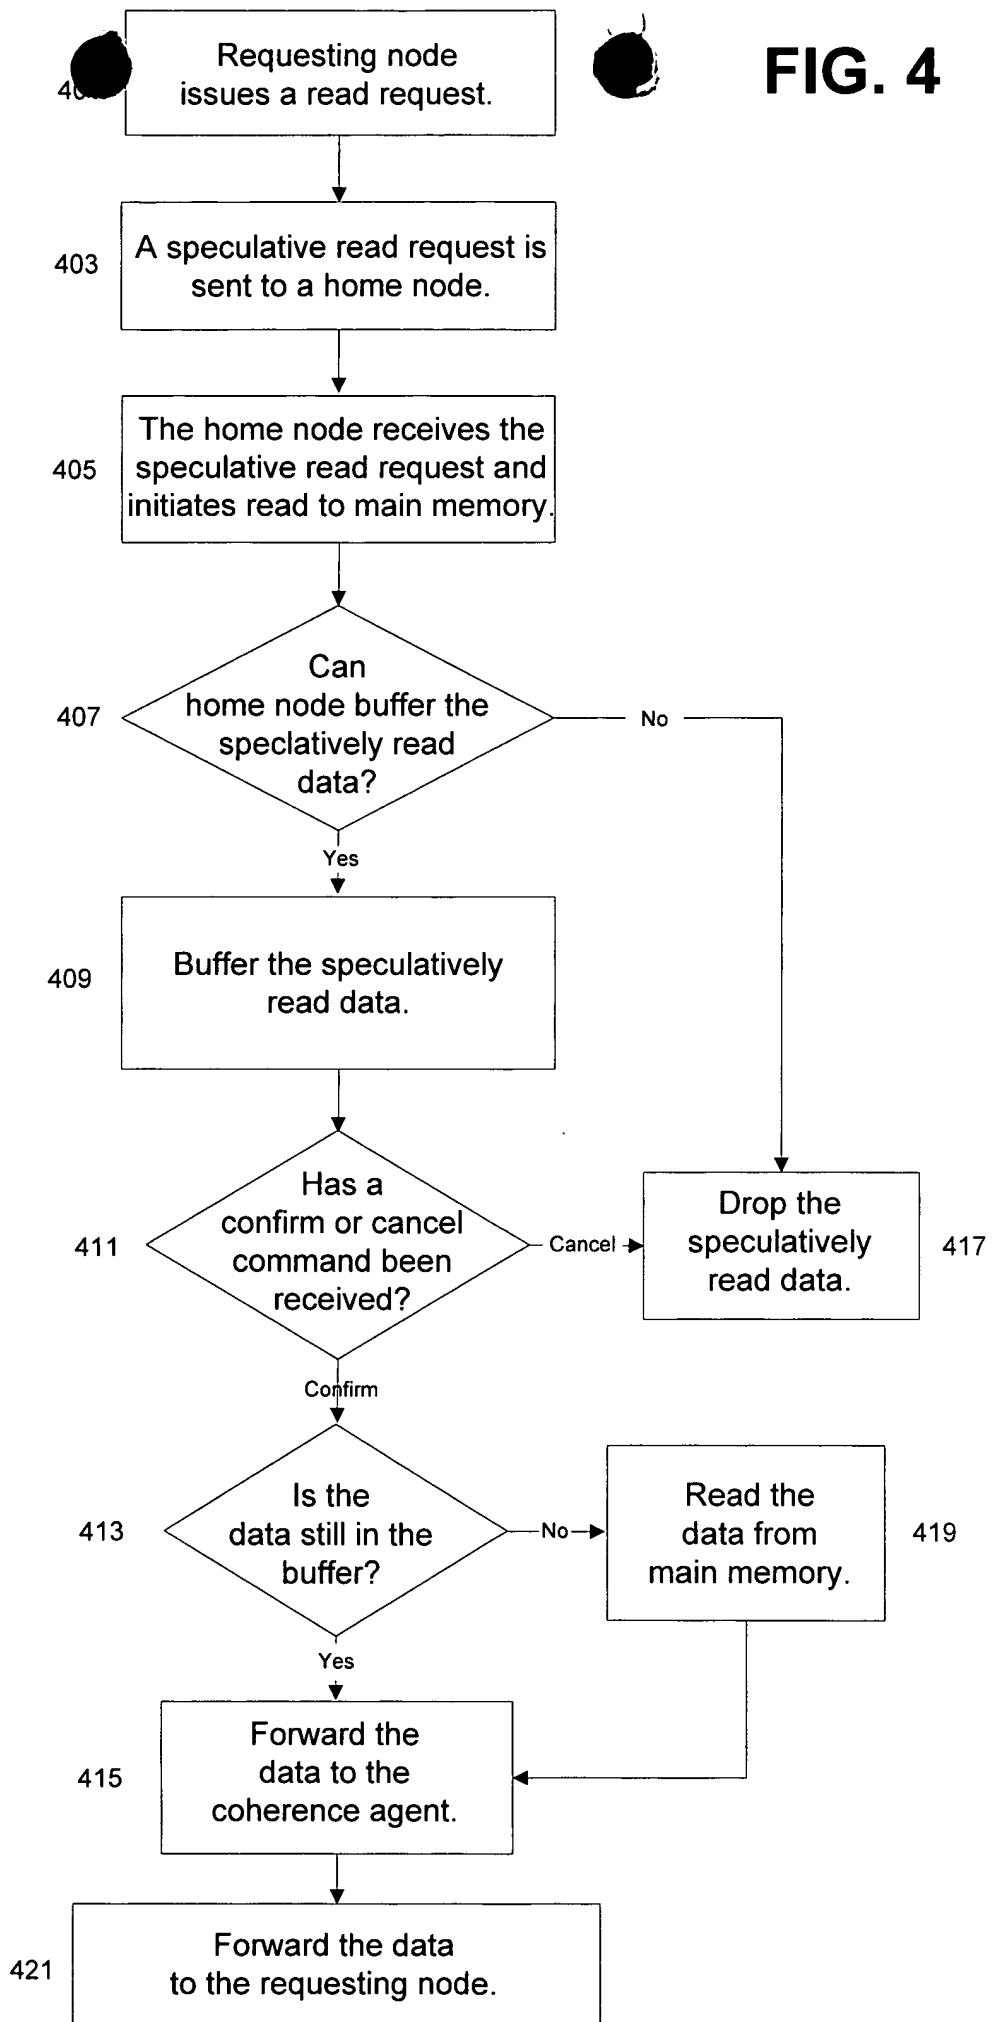 FIG. 4
Requesting node
issues a read request.
403
A speculative read request is
sent to a home node.
405
The home node receives the
speculative read request and
initiates read to main memory.
407
Can
home node buffer the
speclatively read
data?
No
Yes
409
Buffer the speculatively
read data.
411
Has a
confirm or cancel
command been
received?
Cancel
Drop the
speculatively
read data.
417
Confirm
413
Is the
data still in the
buffer?
No
Read the
data from
main memory.
419
Yes
415
Forward the
data to the
coherence agent.
421
Forward the data
to the requesting node.